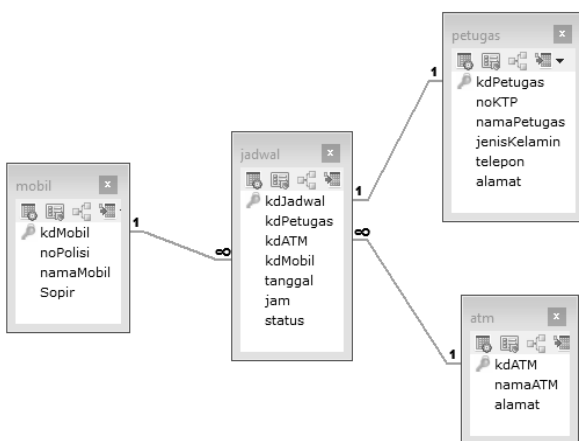 petugas
kdPetugas
noKTP
namaPetugas
jenisKelamin
telepon
alamat
1
jadwal
kdJadwal
kdPetugas
kdATM
kdMobil
tanggal
jam
status
1
∞
∞
mobil
kdMobil
noPolisi
namaMobil
Sopir
1
atm
kdATM
namaATM
alamat
1